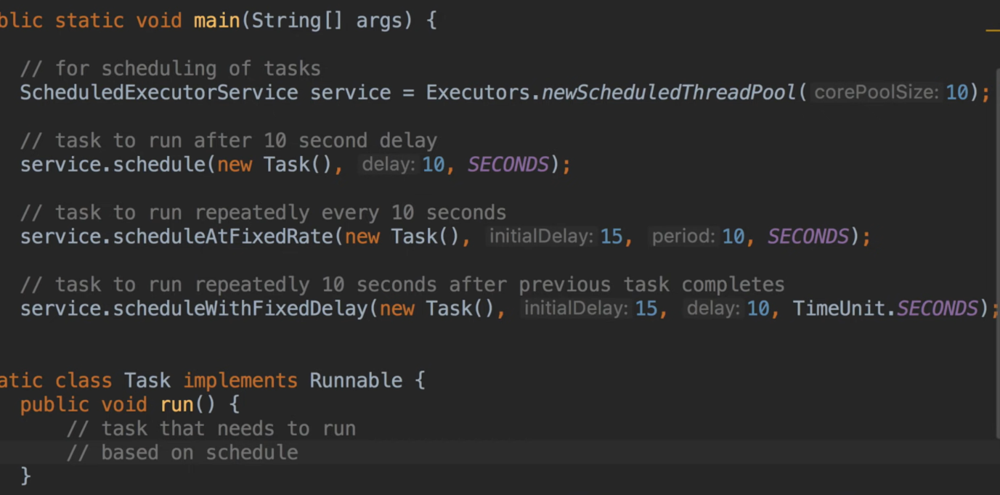 blic static void main(String[] args) {
// for scheduling of tasks
ScheduledExecutorService service = Executors.newScheduledThreadPool( corePoolSize: 10);
// task to run after 10 second delay
service.schedule(new Task(), delay: 10, SECONDS);
// task to run repeatedly every 10 seconds
service.scheduleAtFixedRate(new Task(), initialDelay: 15, period: 10, SECONDS);
// task to run repeatedly 10 seconds after previous task completes
service.scheduleWithFixedDelay(new Task(), initialDelay: 15, delay: 10, TimeUnit.SECONDS);
atic class Task implements Runnable {
public void run() {
// task that needs to run
// based on schedule
}